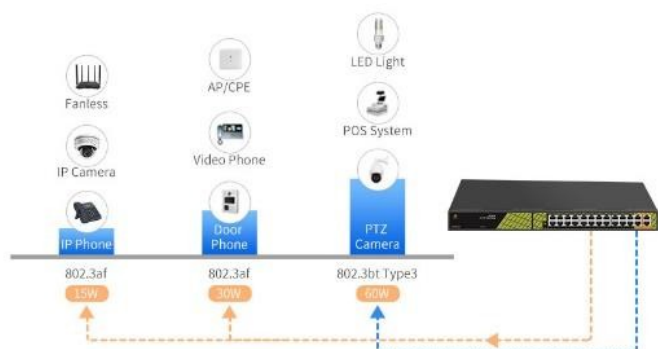 LED Light
AP/CPE
Fanless
POS System
Video Phone
IP Camera
IP Phone
Door
Phone
PTZ
Camera
802.3af
802.3af
802.3bt Type3
15W
30W
60W